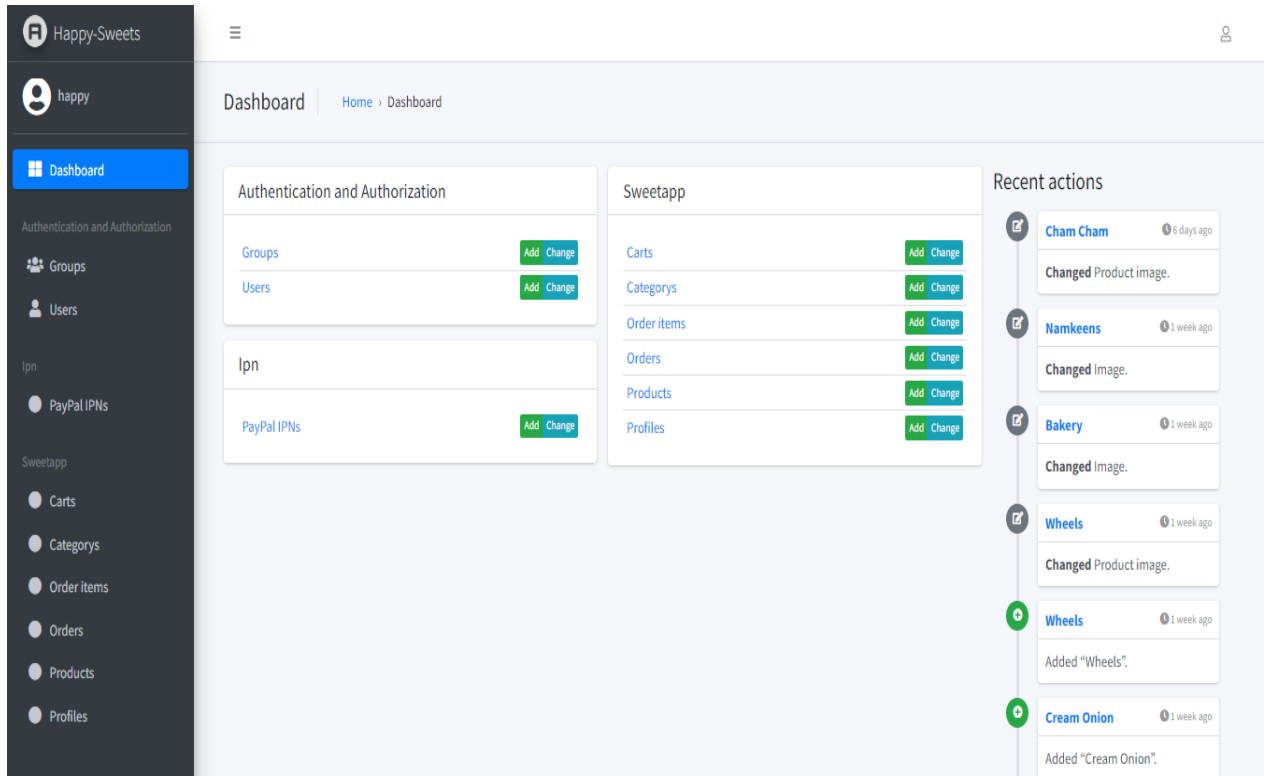 Happy-Sweets
happy
Dashboard
Authentication and Authorization
Groups
Users
Ipn
PayPal IPNs
Sweetapp
Carts
Categorys
Order items
Orders
Products
Profiles
Dashboard
Home › Dashboard
Authentication and Authorization
Groups Add Change
Users Add Change
Ipn
PayPal IPNs Add Change
Sweetapp
Carts Add Change
Categorys Add Change
Order items Add Change
Orders Add Change
Products Add Change
Profiles Add Change
Recent actions
Cham Cham 6 days ago
Changed Product image.
Namkeens 1 week ago
Changed Image.
Bakery 1 week ago
Changed Image.
Wheels 1 week ago
Changed Product image.
Wheels 1 week ago
Added “Wheels”.
Cream Onion 1 week ago
Added “Cream Onion”.